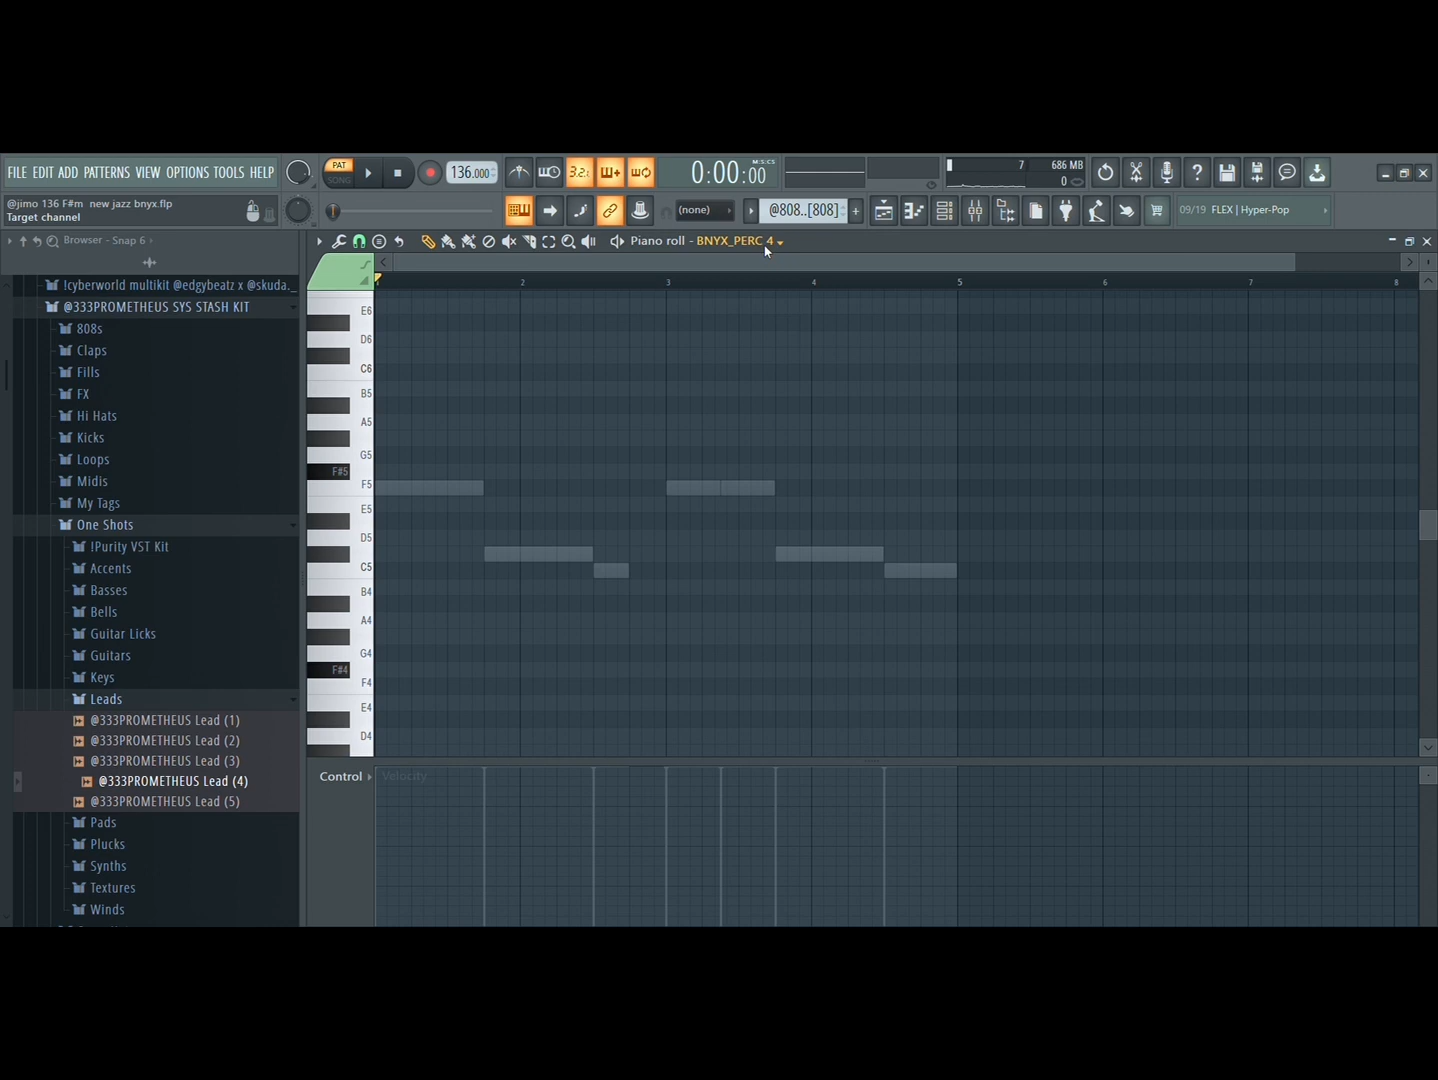 FILE EDIT ADD PATTERNS VIEW OPTIONS TOOLS HELP
PAT
SONG
136.000
3.2:
0:00:00
M:S:CS
7
686 MB
0
@jimo 136 F#m new jazz bnyx.flp
Target channel
(none)
@808..[808]
+
09/19 FLEX | Hyper-Pop
Browser - Snap 6
Piano roll - BNYX_PERC 4
!cyberworld multikit @edgybeatz x @skuda._
@333PROMETHEUS SYS STASH KIT
808s
Claps
Fills
FX
Hi Hats
Kicks
Loops
Midis
My Tags
One Shots
!Purity VST Kit
Accents
Basses
Bells
Guitar Licks
Guitars
Keys
Leads
@333PROMETHEUS Lead (1)
@333PROMETHEUS Lead (2)
@333PROMETHEUS Lead (3)
@333PROMETHEUS Lead (4)
@333PROMETHEUS Lead (5)
Pads
Plucks
Synths
Textures
Winds
2
3
4
5
6
7
8
E6
D6
C6
B5
A5
G5
F#5
F5
E5
D5
C5
B4
A4
G4
F#4
F4
E4
D4
Control
Velocity